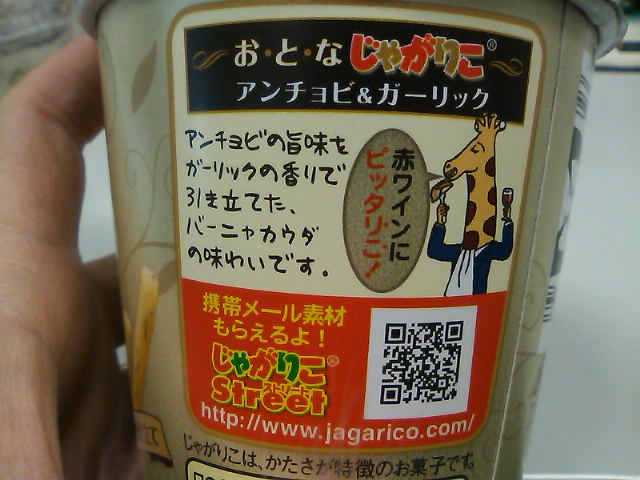 お・と・な じゃがりこ®
アンチョビ&ガーリック
アンチョビの旨味を
ガーリックの香りで
引き立てた、
バーニャカウダ
の味わいです。
赤ワインに
ピッタリこ！
携帯メール素材
もらえるよ！
じゃがりこ®
ストリート
Street
http://www.jagarico.com/
じゃがりこは、かたさが特徴のお菓子です。